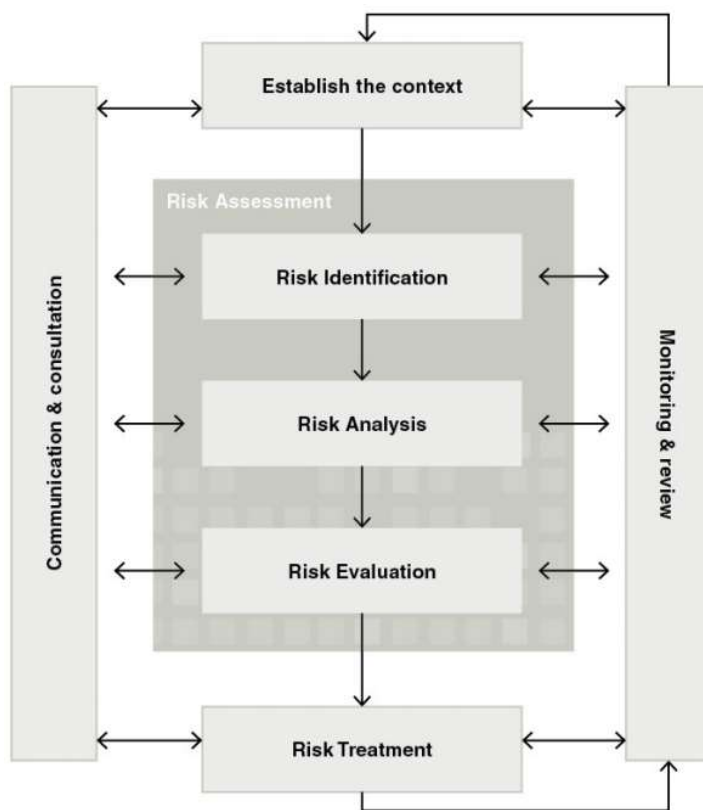 Establish the context
Risk Assessment
Risk Identification
Risk Analysis
Risk Evaluation
Risk Treatment
Communication & consultation
Monitoring & review